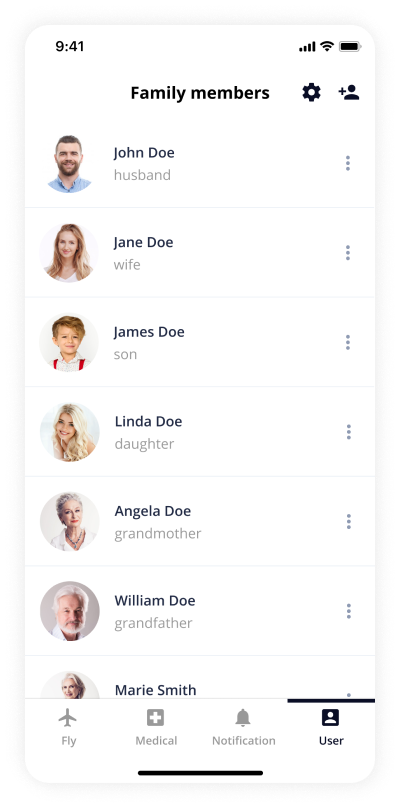 9:41
Family members
John Doe
husband
Jane Doe
wife
James Doe
son
Linda Doe
daughter
Angela Doe
grandmother
William Doe
grandfather
Marie Smith
Fly
Medical
Notification
User